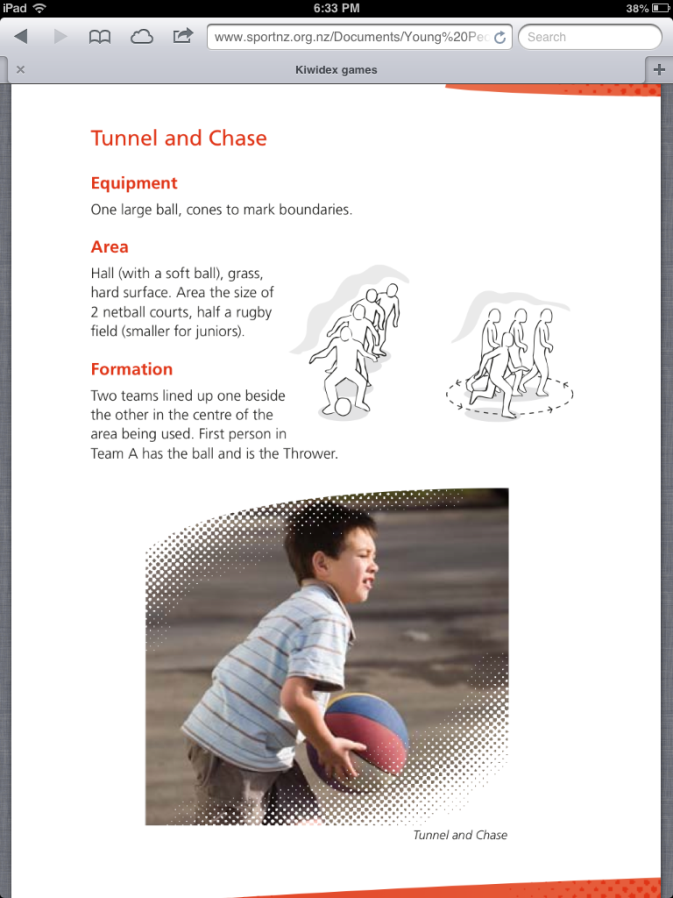 iPad 6:33 PM 38%
www.sportnz.org.nz/Documents/Young%20Pe Search
Kiwidex games
Tunnel and Chase
Equipment
One large ball, cones to mark boundaries.
Area
Hall (with a soft ball), grass,
hard surface. Area the size of
2 netball courts, half a rugby
field (smaller for juniors).
Formation
Two teams lined up one beside
the other in the centre of the
area being used. First person in
Team A has the ball and is the Thrower.
Tunnel and Chase